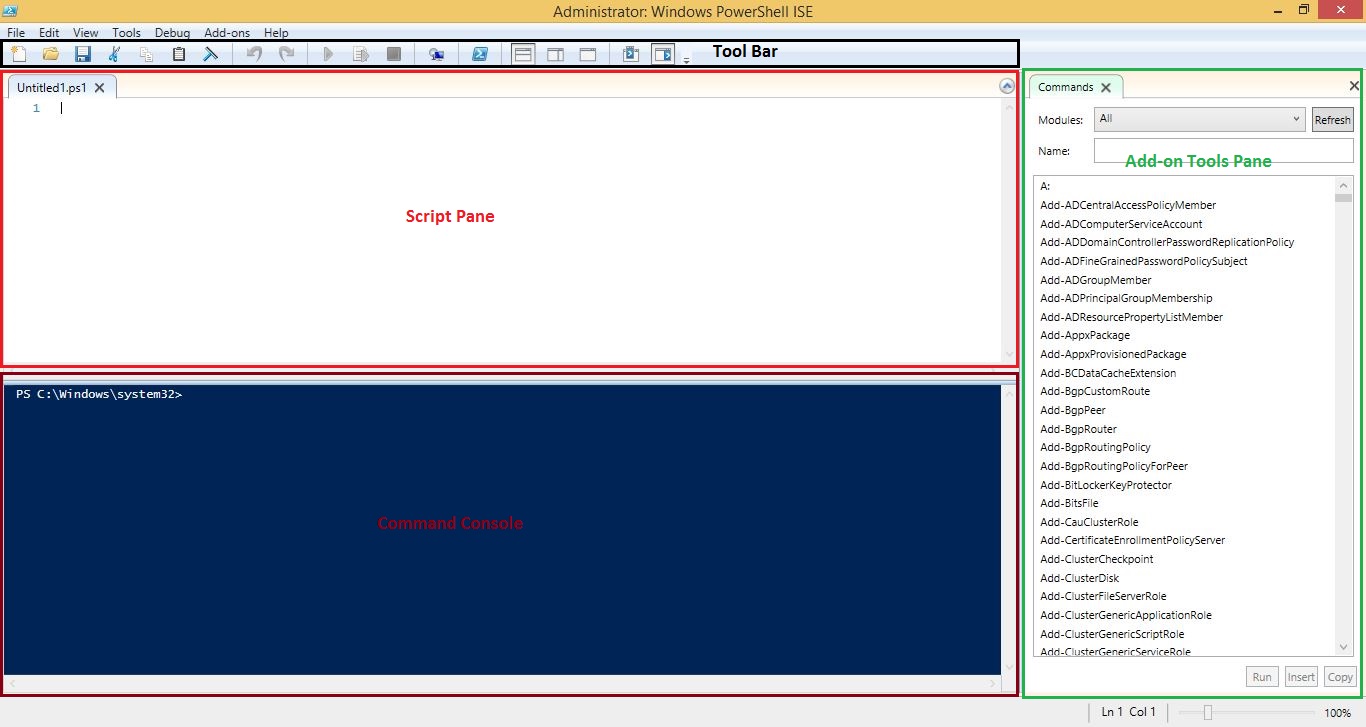 Administrator: Windows PowerShell ISE
File Edit View Tools Debug Add-ons Help
Tool Bar
Untitled1.ps1
1
Script Pane
PS C:\Windows\system32>
Command Console
Commands
Modules: All Refresh
Name:
Add-on Tools Pane
A:
Add-ADCentralAccessPolicyMember
Add-ADComputerServiceAccount
Add-ADDomainControllerPasswordReplicationPolicy
Add-ADFineGrainedPasswordPolicySubject
Add-ADGroupMember
Add-ADPrincipalGroupMembership
Add-ADResourcePropertyListMember
Add-AppxPackage
Add-AppxProvisionedPackage
Add-BCDataCacheExtension
Add-BgpCustomRoute
Add-BgpPeer
Add-BgpRouter
Add-BgpRoutingPolicy
Add-BgpRoutingPolicyForPeer
Add-BitLockerKeyProtector
Add-BitsFile
Add-CauClusterRole
Add-CertificateEnrollmentPolicyServer
Add-ClusterCheckpoint
Add-ClusterDisk
Add-ClusterFileServerRole
Add-ClusterGenericApplicationRole
Add-ClusterGenericScriptRole
Add-ClusterGenericServiceRole
Run Insert Copy
Ln 1 Col 1 100%